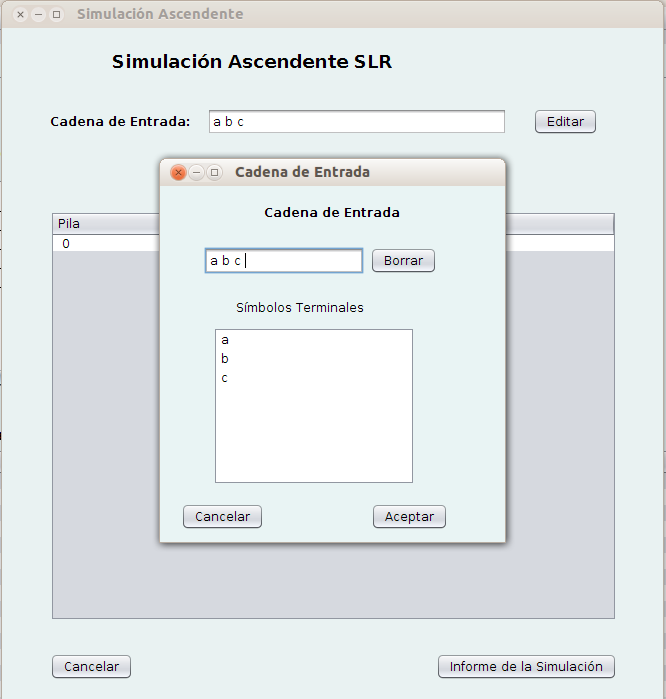 Simulación Ascendente
Simulación Ascendente SLR
Cadena de Entrada: a b c Editar
Pila
0
Cadena de Entrada
Cadena de Entrada
a b c Borrar
Símbolos Terminales
a
b
c
Cancelar Aceptar
Cancelar Informe de la Simulación